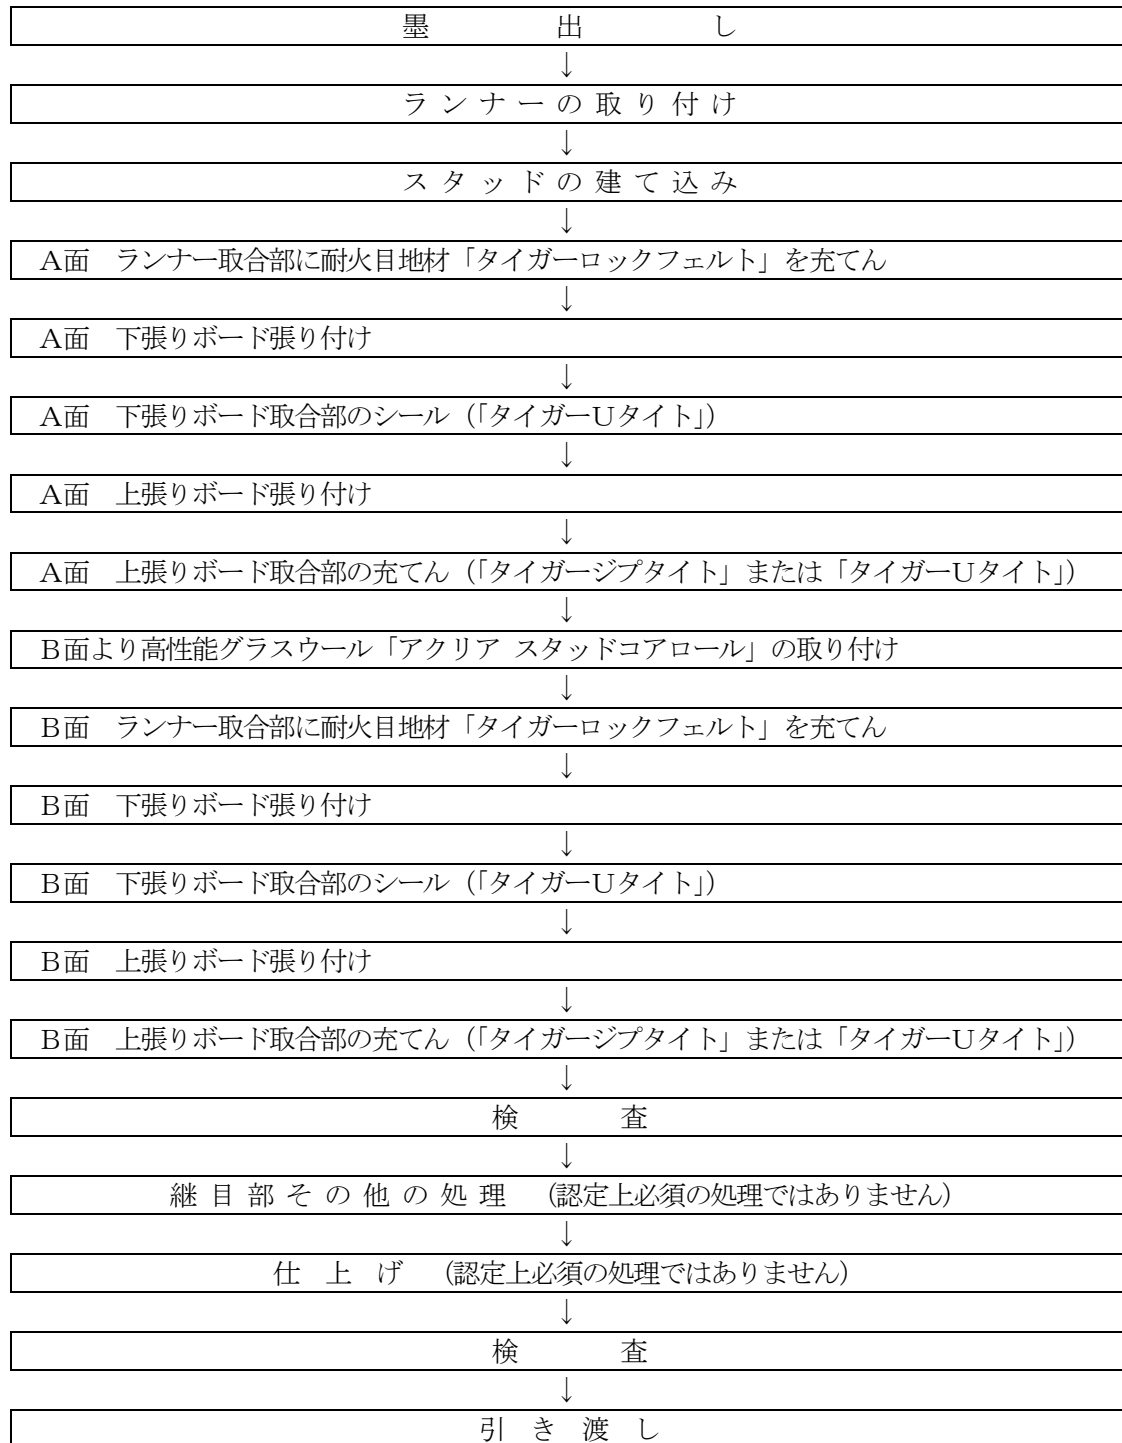 墨出し
↓
ランナーの取り付け
↓
スタッドの建て込み
↓
A面　ランナー取合部に耐火目地材「タイガーロックフェルト」を充てん
↓
A面　下張りボード張り付け
↓
A面　下張りボード取合部のシール（「タイガーUタイト」）
↓
A面　上張りボード張り付け
↓
A面　上張りボード取合部の充てん（「タイガージプタイト」または「タイガーUタイト」）
↓
B面より高性能グラスウール「アクリア スタッドコアロール」の取り付け
↓
B面　ランナー取合部に耐火目地材「タイガーロックフェルト」を充てん
↓
B面　下張りボード張り付け
↓
B面　下張りボード取合部のシール（「タイガーUタイト」）
↓
B面　上張りボード張り付け
↓
B面　上張りボード取合部の充てん（「タイガージプタイト」または「タイガーUタイト」）
↓
検査
↓
継目部その他の処理　（認定上必須の処理ではありません）
↓
仕上げ　（認定上必須の処理ではありません）
↓
検査
↓
引き渡し